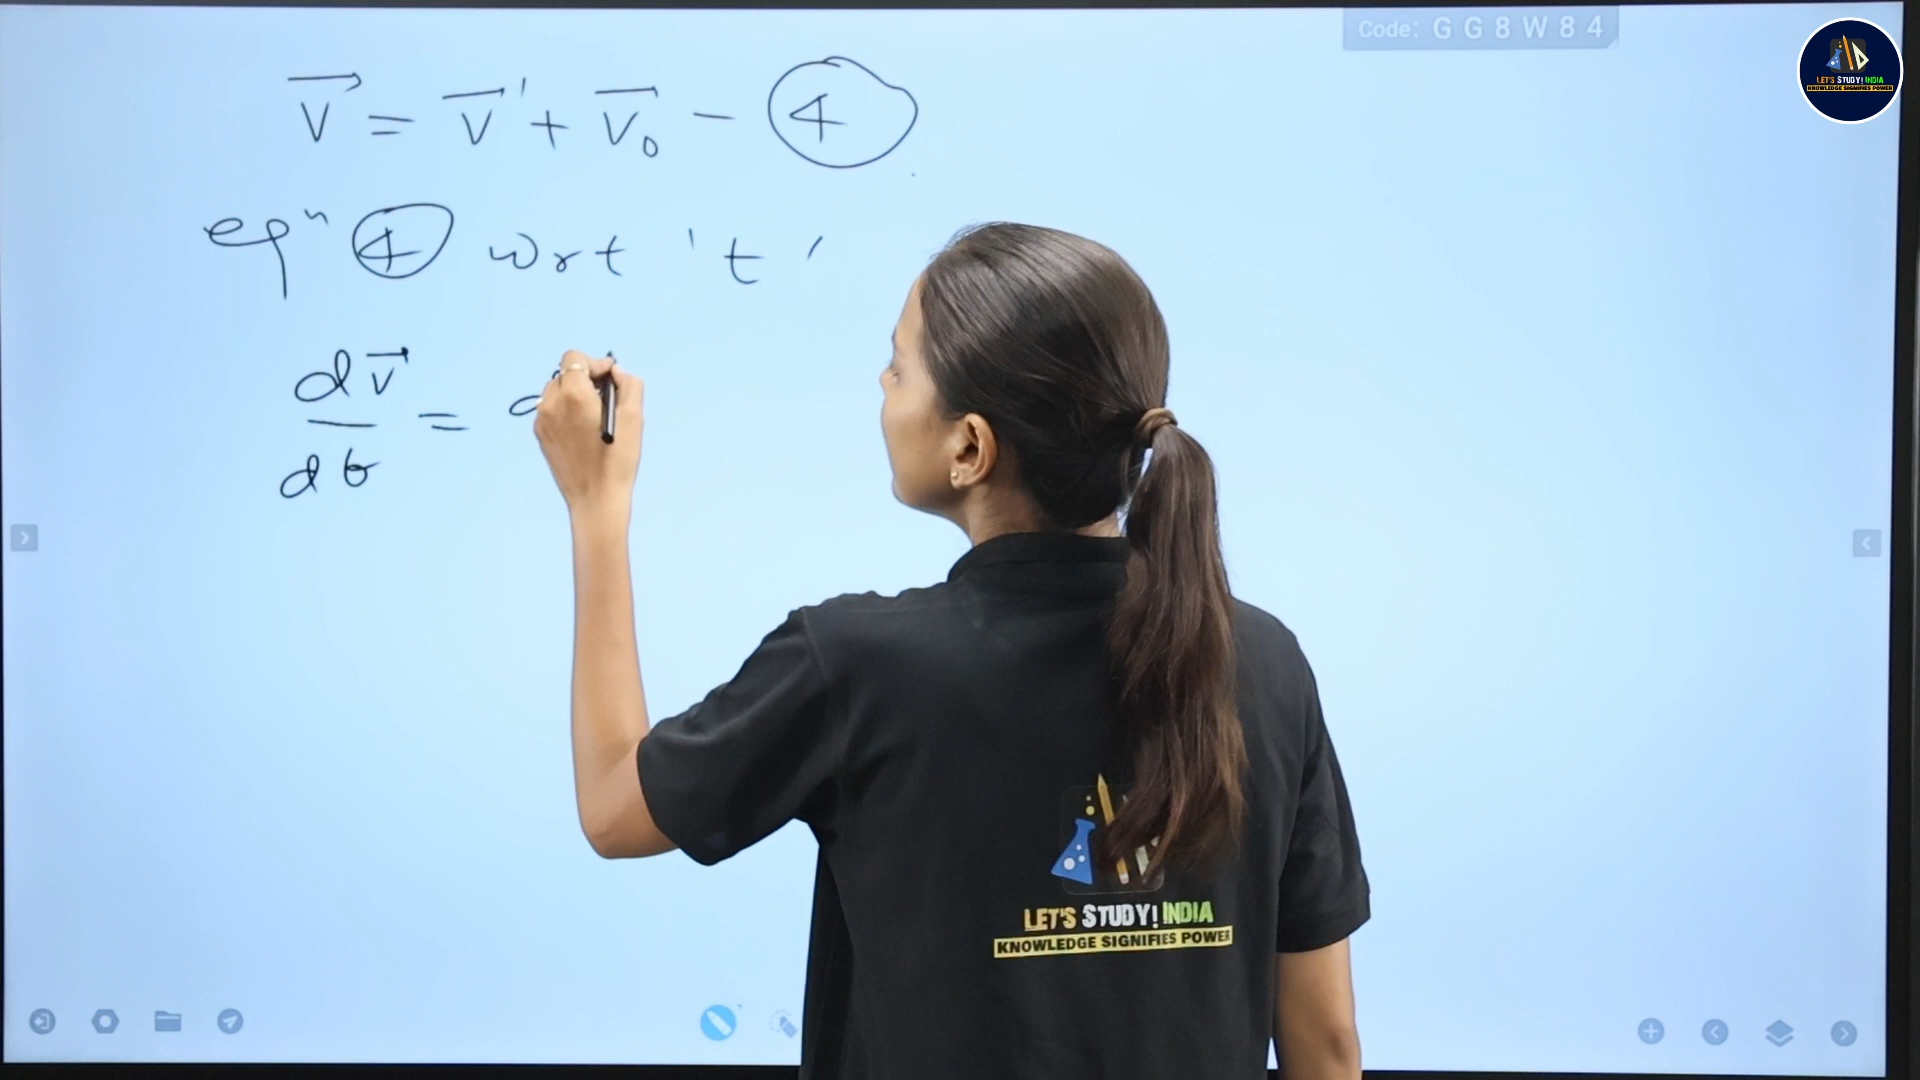 Code: GG8W84
LET'S STUDY! INDIA
KNOWLEDGE SIGNIFIES POWER
v⃗ = v⃗' + v⃗₀ - ④
eqⁿ ④ wrt 't'
dv⃗/dt = d
LET'S STUDY! INDIA
KNOWLEDGE SIGNIFIES POWER